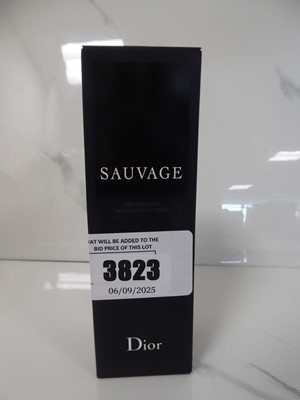 SAUVAGE
VAT WILL BE ADDED TO THE
BID PRICE OF THIS LOT
3823
06/09/2025
Dior